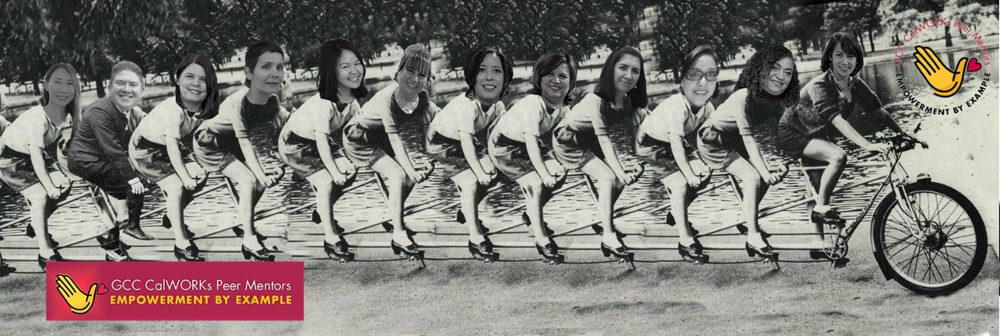 GCC CalWORKs Peer Mentors
EMPOWERMENT BY EXAMPLE
GCC CalWORKs Peer Mentors
EMPOWERMENT BY EXAMPLE